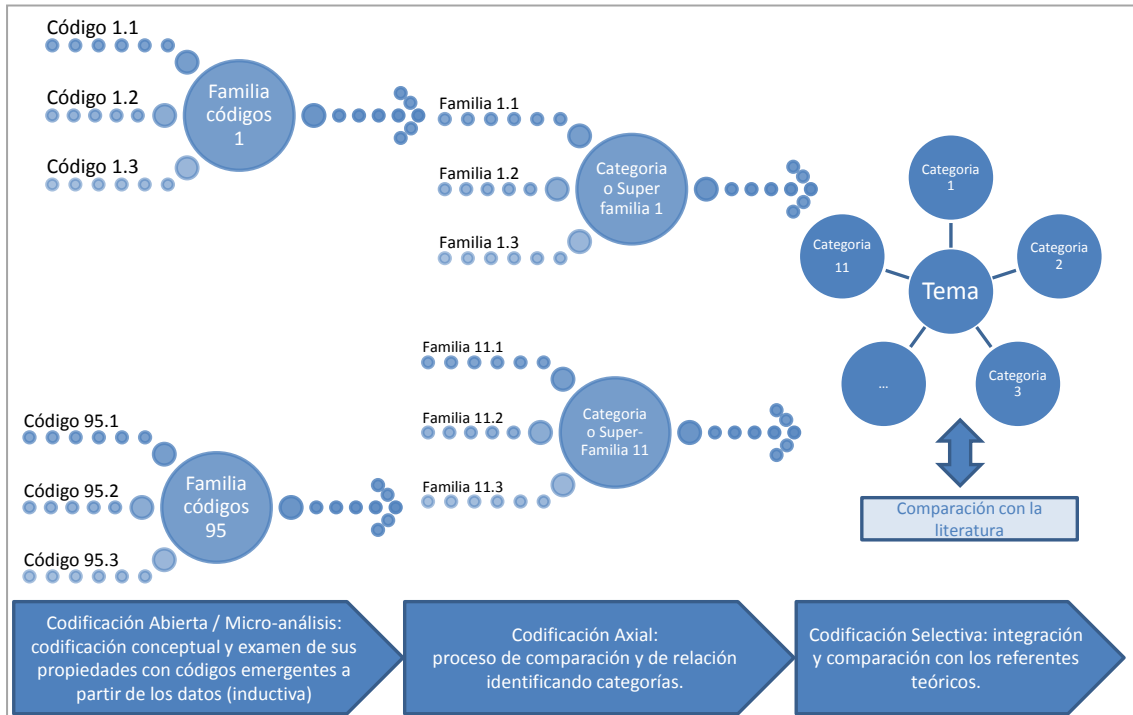 Código 1.1
Código 1.2
Código 1.3
Familia
códigos
1
Familia 1.1
Familia 1.2
Familia 1.3
Categoria
o Super
familia 1
Categoria
1
Categoria
11
Categoria
2
Tema
...
Categoria
3
Código 95.1
Código 95.2
Código 95.3
Familia
códigos
95
Familia 11.1
Familia 11.2
Familia 11.3
Categoria
o Super-
Familia 11
Comparación con la
literatura
Codificación Abierta / Micro-análisis:
codificación conceptual y examen de sus
propiedades con códigos emergentes a
partir de los datos (inductiva)
Codificación Axial:
proceso de comparación y de relación
identificando categorías.
Codificación Selectiva: integración
y comparación con los referentes
teóricos.